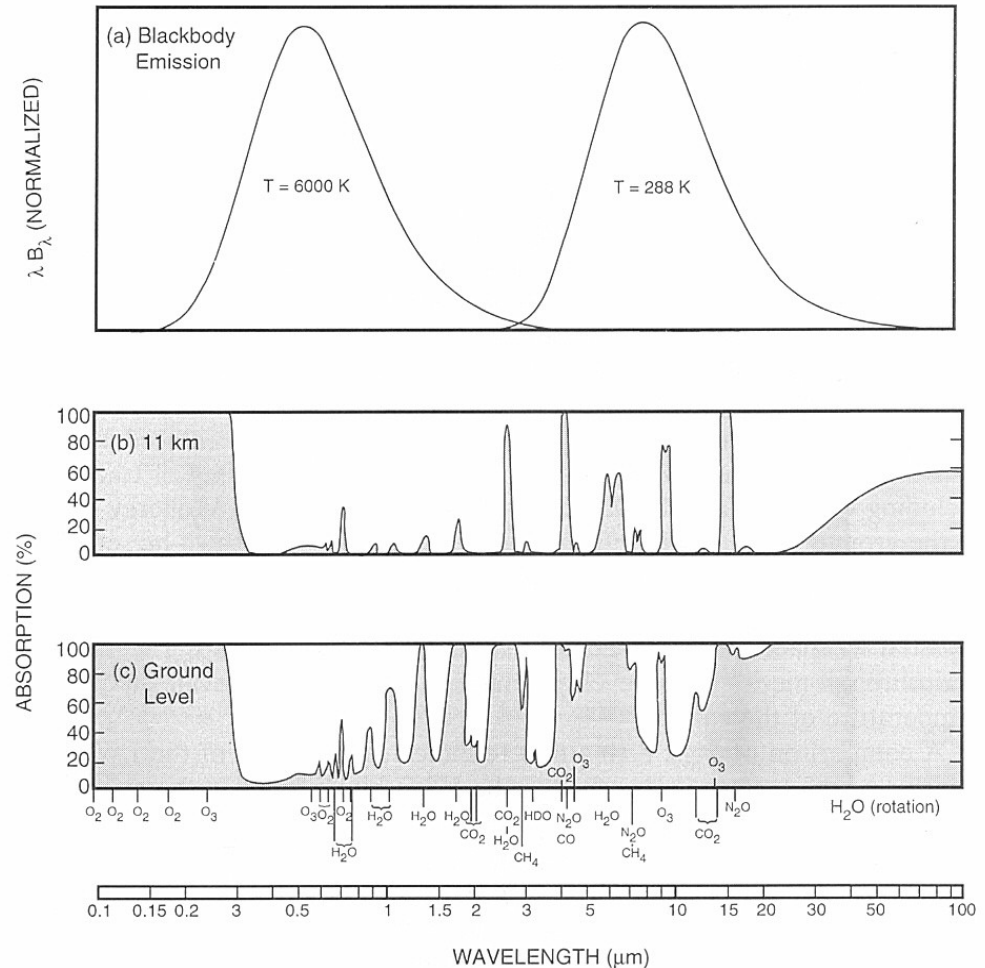 (a) Blackbody
Emission
λ Bλ (NORMALIZED)
T = 6000 K
T = 288 K
ABSORPTION (%)
100
80
60
40
20
0
(b) 11 km
100
80
60
40
20
0
(c) Ground
Level
O2 O2 O2 O2 O3 O3 O2 O2 H2O H2O H2O CO2 HDO N2O H2O O3 N2O H2O (rotation)
CO2 O3 O3
H2O CO2 H2O CO N2O CO2
CH4 CH4
0.1 0.15 0.2 3 0.5 1 1.5 2 3 5 10 15 20 30 50 100
WAVELENGTH (μm)